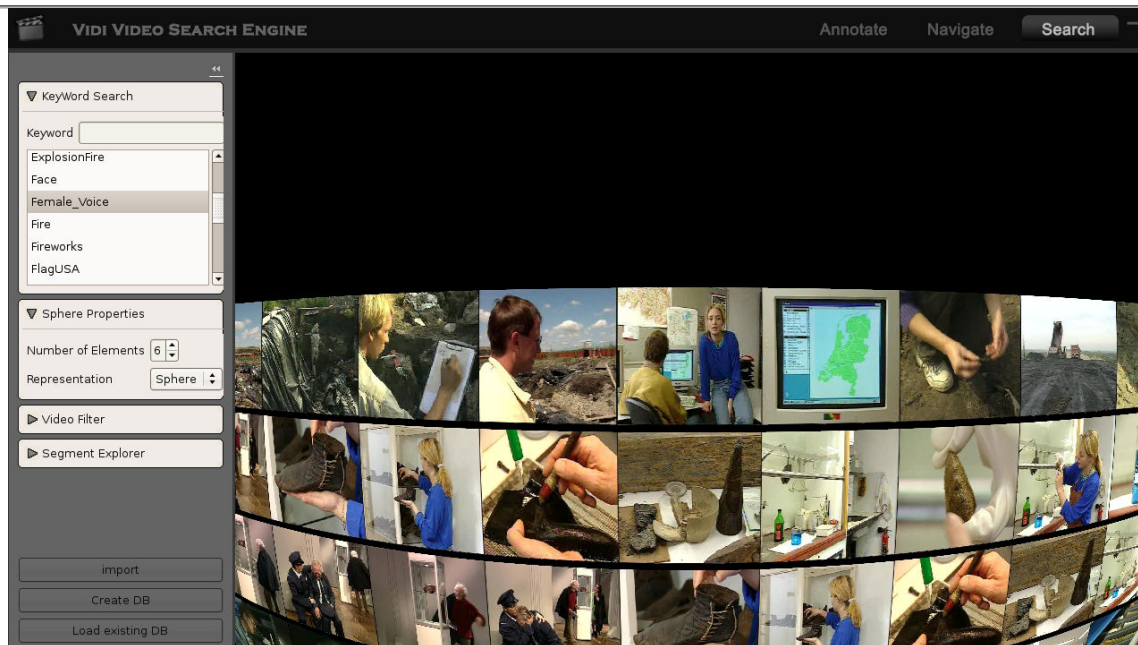 VIDI VIDEO SEARCH ENGINE
Annotate Navigate Search
KeyWord Search
Keyword
ExplosionFire
Face
Female_Voice
Fire
Fireworks
FlagUSA
Sphere Properties
Number of Elements 6
Representation Sphere
Video Filter
Segment Explorer
import
Create DB
Load existing DB